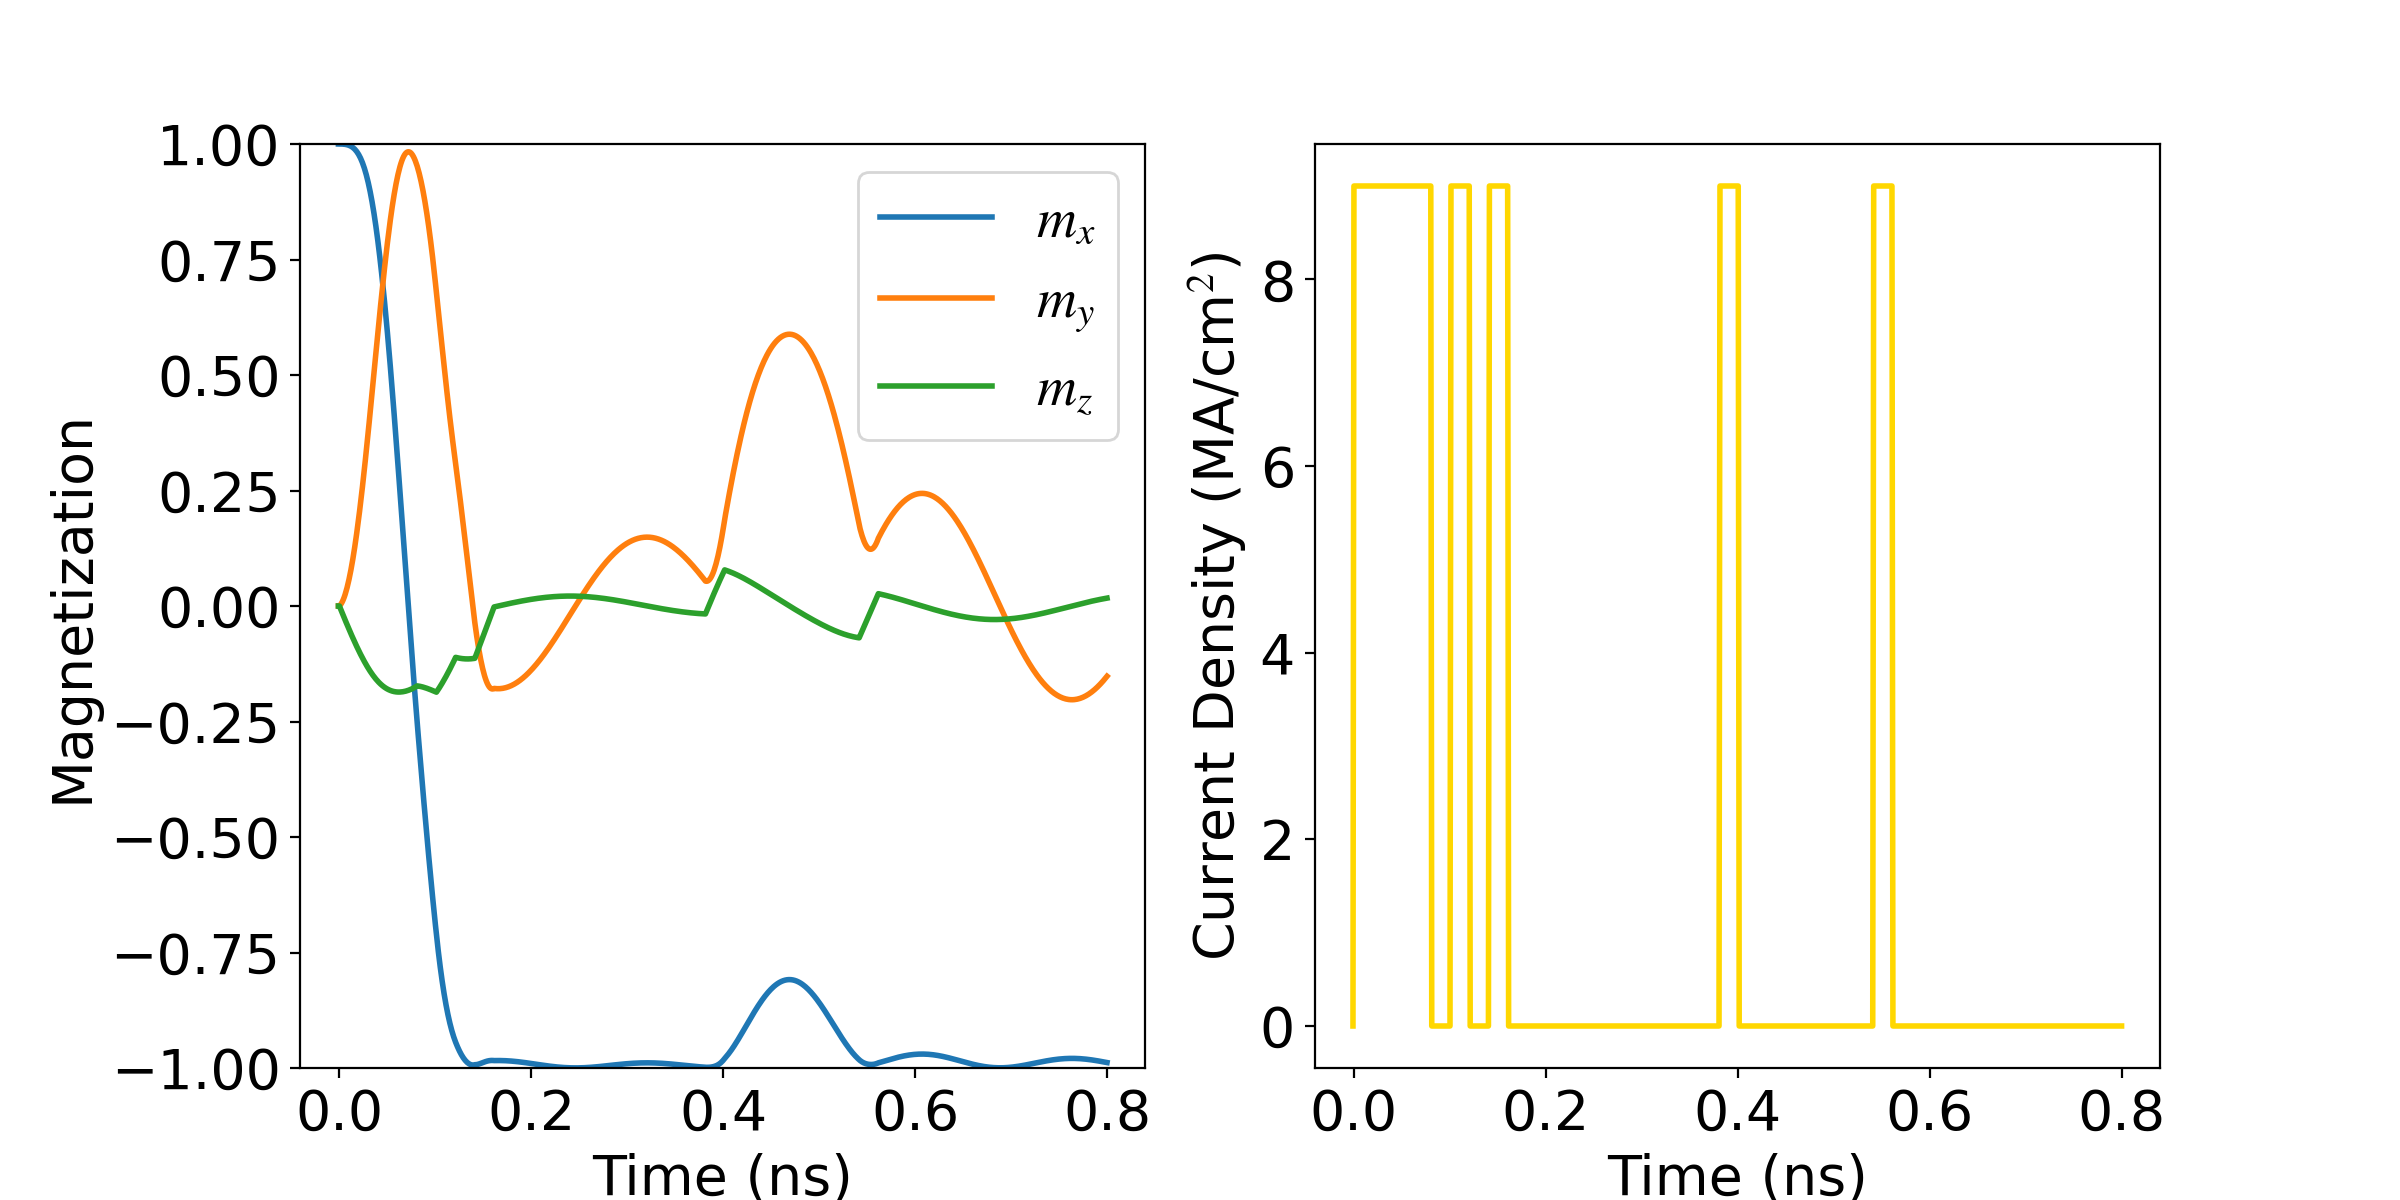 Magnetization
1.00
0.75
0.50
0.25
0.00
−0.25
−0.50
−0.75
−1.00
0.0 0.2 0.4 0.6 0.8
Time (ns)
m_x
m_y
m_z
Current Density (MA/cm²)
8
6
4
2
0
0.0 0.2 0.4 0.6 0.8
Time (ns)